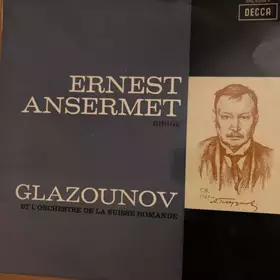 DECCA
ERNEST
ANSERMET
DIRIGE
GLAZOUNOV
ET L'ORCHESTRE DE LA SUISSE ROMANDE